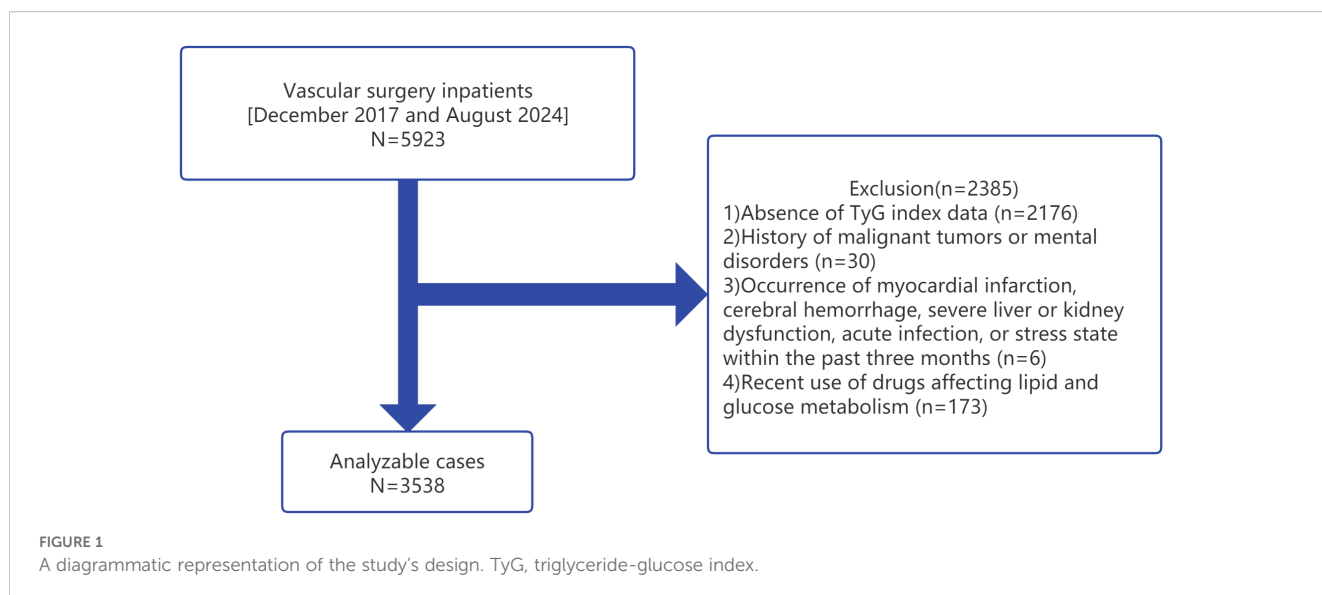 Vascular surgery inpatients
[December 2017 and August 2024]
N=5923
Exclusion(n=2385)
1)Absence of TyG index data (n=2176)
2)History of malignant tumors or mental
disorders (n=30)
3)Occurrence of myocardial infarction,
cerebral hemorrhage, severe liver or kidney
dysfunction, acute infection, or stress state
within the past three months (n=6)
4)Recent use of drugs affecting lipid and
glucose metabolism (n=173)
Analyzable cases
N=3538
FIGURE 1
A diagrammatic representation of the study’s design. TyG, triglyceride-glucose index.